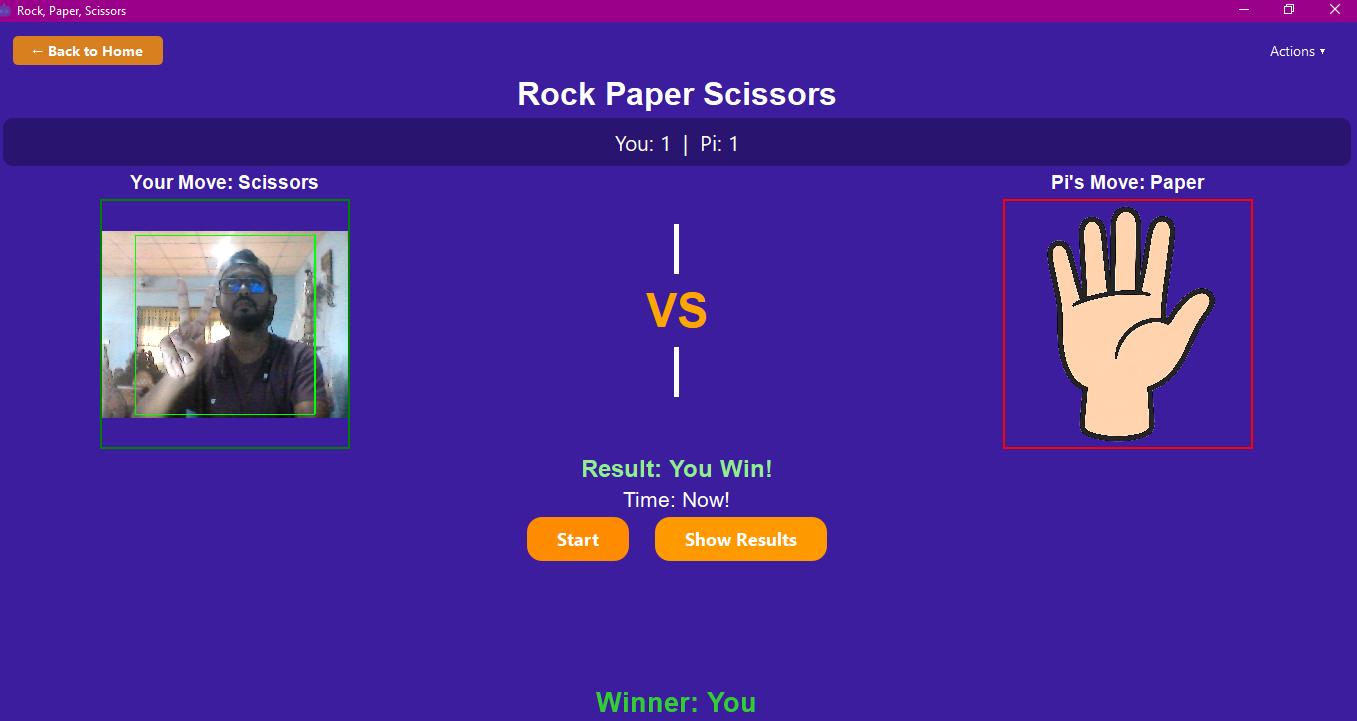 Rock, Paper, Scissors
← Back to Home
Actions ▾
Rock Paper Scissors
You: 1 | Pi: 1
Your Move: Scissors
Pi's Move: Paper
VS
Result: You Win!
Time: Now!
Start
Show Results
Winner: You